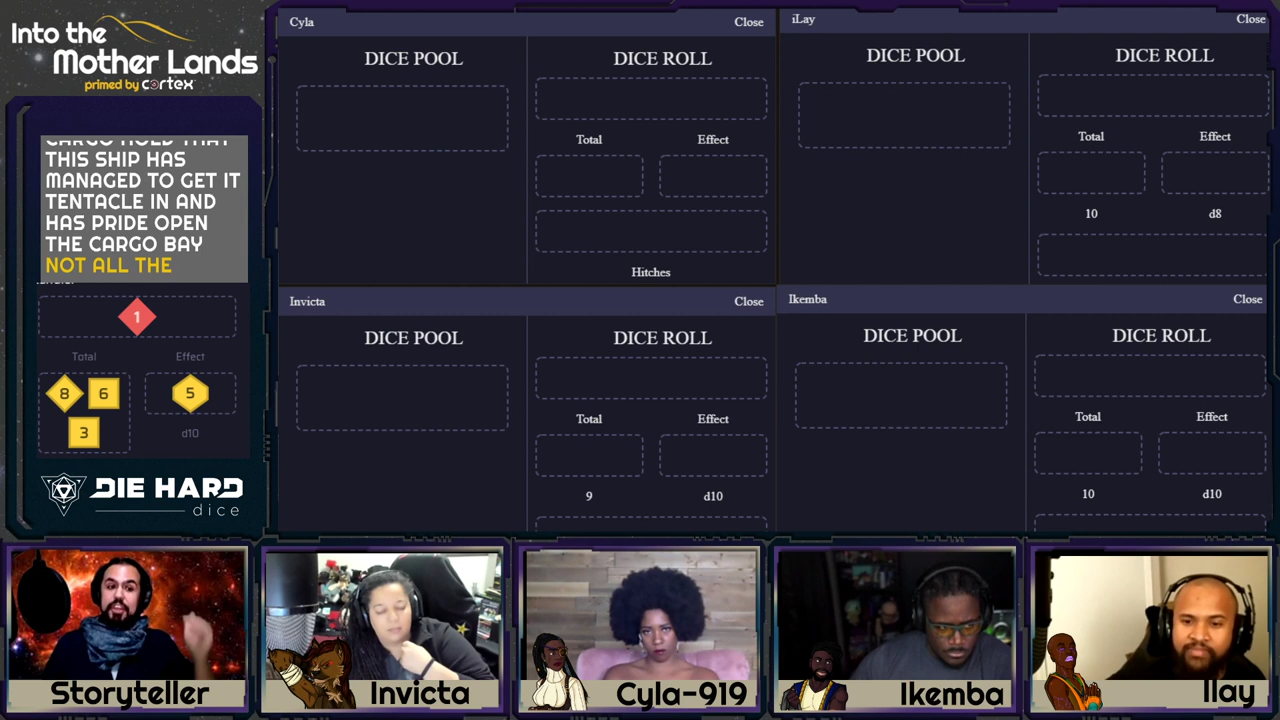 Into the
Mother Lands
primed by cortex
CARGO HOLD THAT
THIS SHIP HAS
MANAGED TO GET IT
TENTACLE IN AND
HAS PRIDE OPEN
THE CARGO BAY
NOT ALL THE
1
Total
Effect
8
6
5
3
d10
DIE HARD
dice
Cyla
Close
DICE POOL
DICE ROLL
Total
Effect
Hitches
iLay
Close
DICE POOL
DICE ROLL
Total
Effect
10
d8
Invicta
Close
DICE POOL
DICE ROLL
Total
Effect
9
d10
Ikemba
Close
DICE POOL
DICE ROLL
Total
Effect
10
d10
Storyteller
Invicta
Cyla-919
Ikemba
Ilay